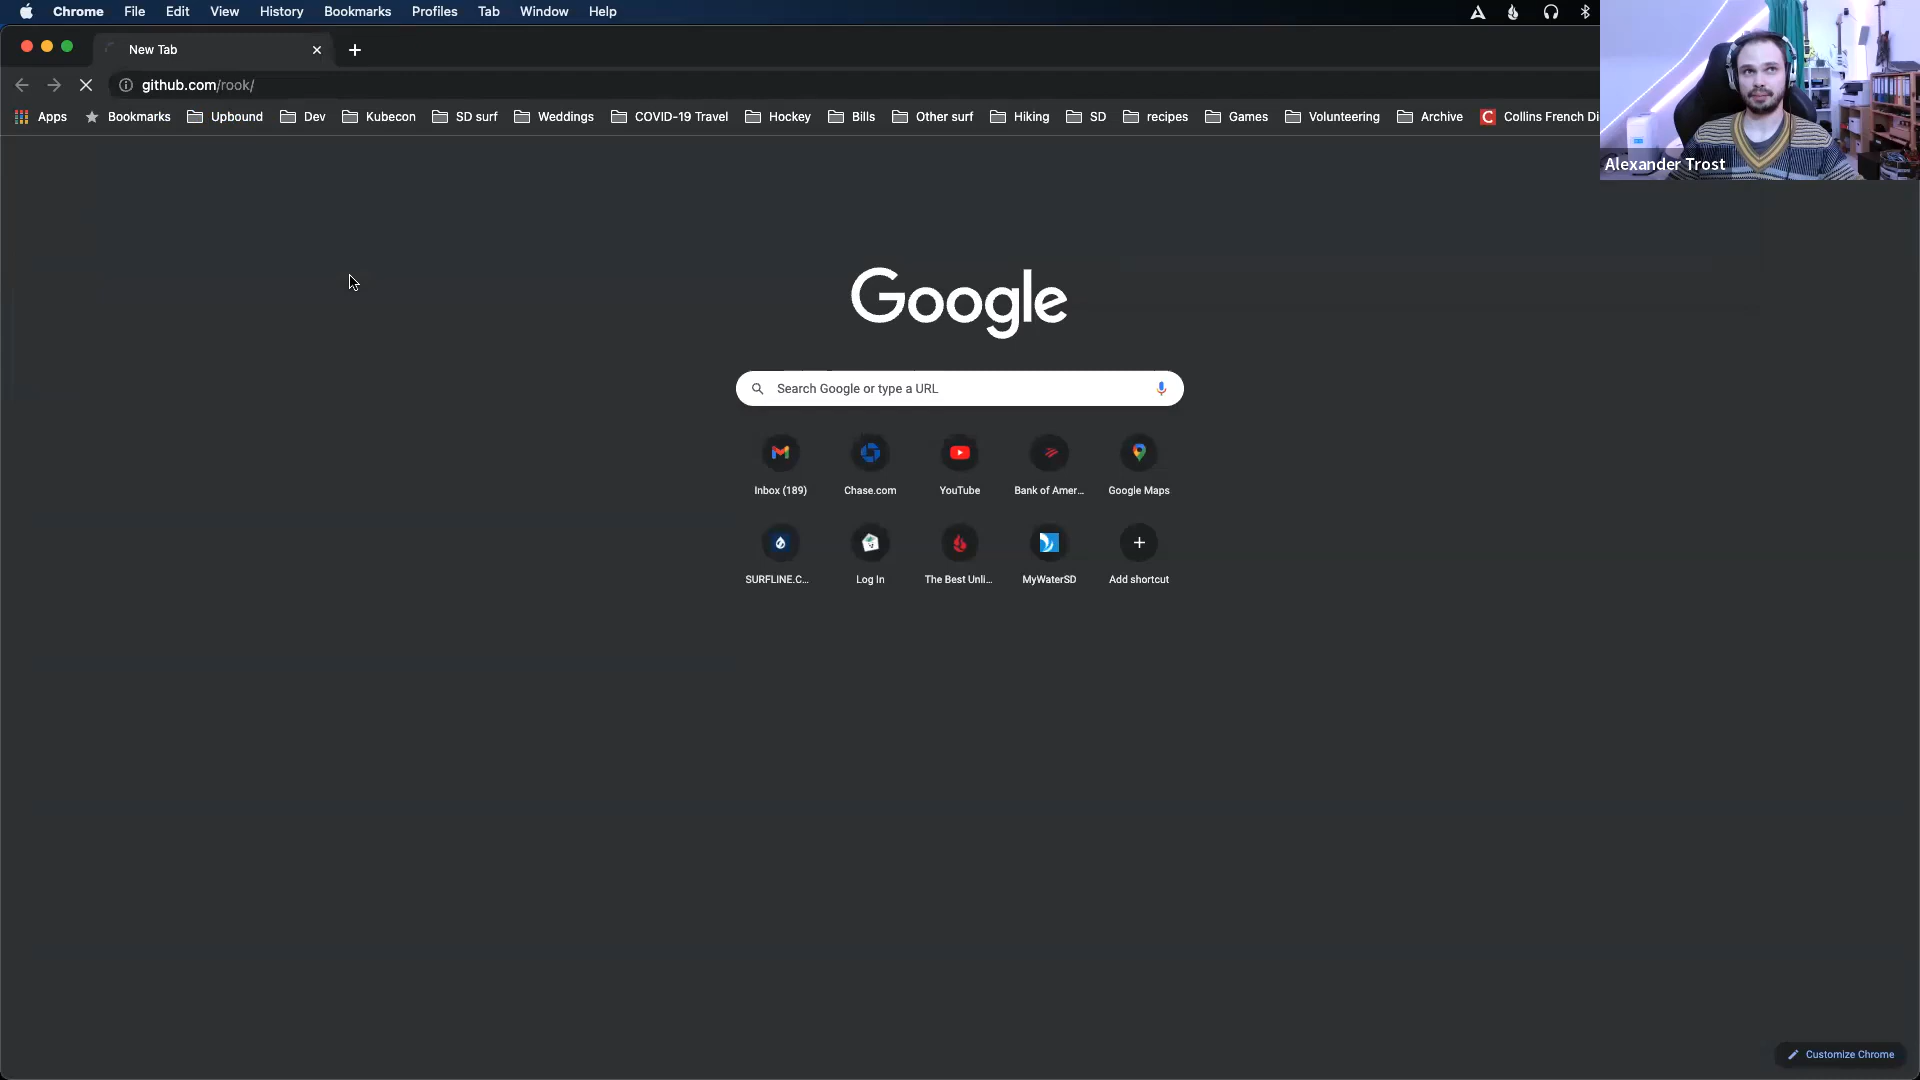 Chrome File Edit View History Bookmarks Profiles Tab Window Help
New Tab
github.com/rook/
Apps Bookmarks Upbound Dev Kubecon SD surf Weddings COVID-19 Travel Hockey Bills Other surf Hiking SD recipes Games Volunteering Archive Collins French Di
Alexander Trost
Google
Search Google or type a URL
Inbox (189) Chase.com YouTube Bank of Amer... Google Maps
SURFLINE.C... Log In The Best Unli... MyWaterSD Add shortcut
Customize Chrome